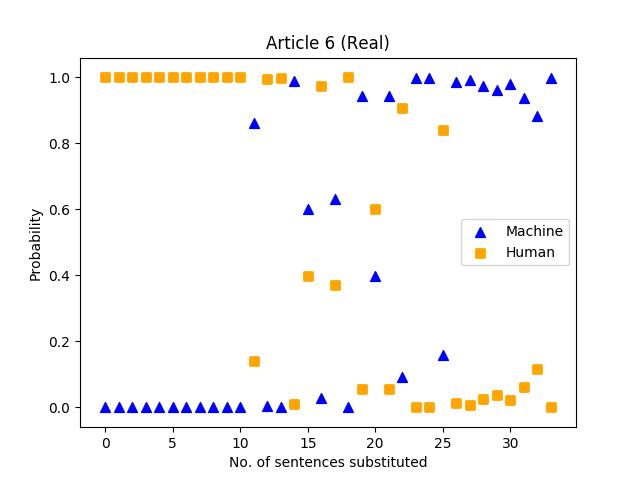 Article 6 (Real)
Probability
1.0
0.8
0.6
0.4
0.2
0.0
Machine
Human
0 5 10 15 20 25 30
No. of sentences substituted